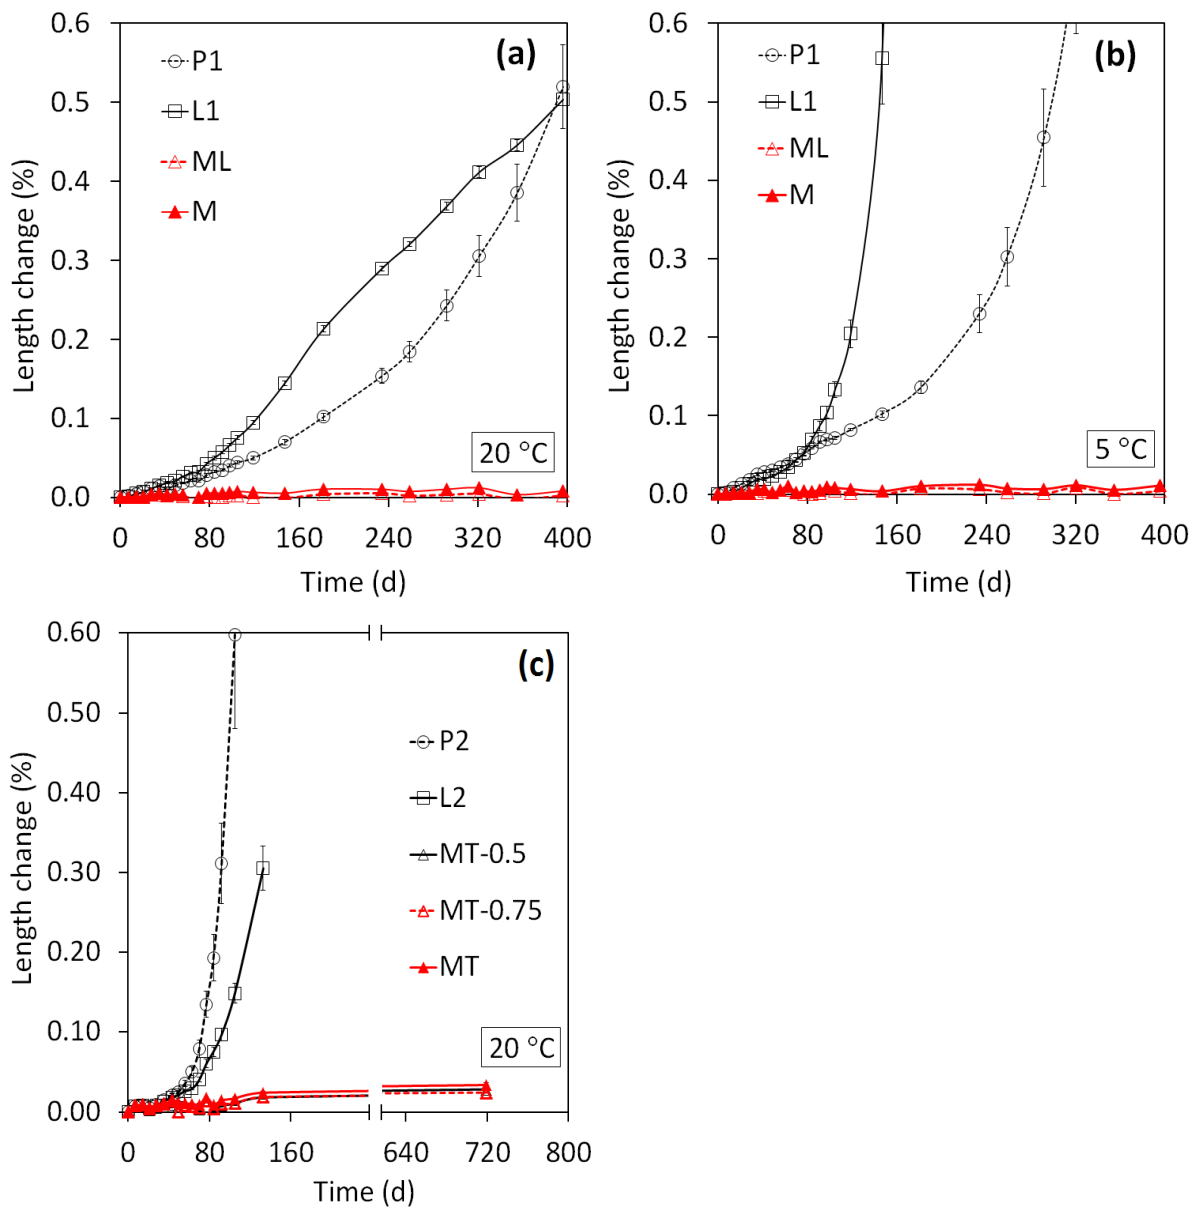 (a)
P1
L1
ML
M
20 °C
0.6
0.5
0.4
0.3
0.2
0.1
0.0
0 80 160 240 320 400
Length change (%)
Time (d)
(b)
P1
L1
ML
M
5 °C
0.6
0.5
0.4
0.3
0.2
0.1
0.0
0 80 160 240 320 400
Length change (%)
Time (d)
(c)
P2
L2
MT-0.5
MT-0.75
MT
20 °C
0.60
0.50
0.40
0.30
0.20
0.10
0.00
0 80 160 640 720 800
Length change (%)
Time (d)